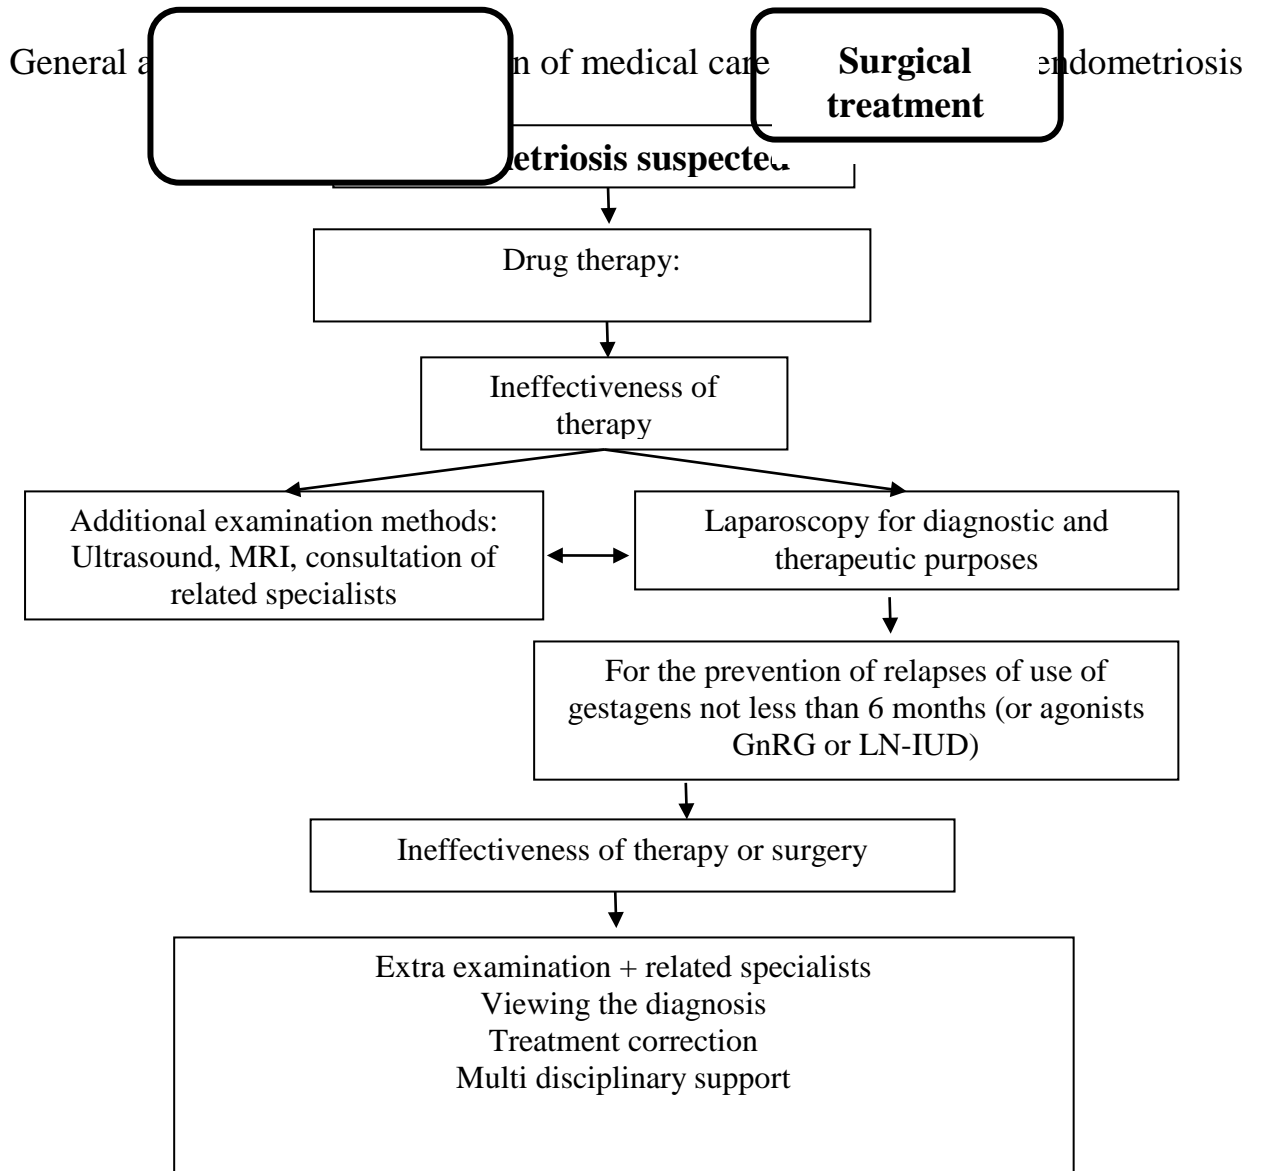 General
of medical care
endometriosis
Surgical
treatment
suspected
Drug therapy:
Ineffectiveness of
therapy
Additional examination methods:
Ultrasound, MRI, consultation of
related specialists
Laparoscopy for diagnostic and
therapeutic purposes
For the prevention of relapses of use of
gestagens not less than 6 months (or agonists
GnRG or LN-IUD)
Ineffectiveness of therapy or surgery
Extra examination + related specialists
Viewing the diagnosis
Treatment correction
Multi disciplinary support